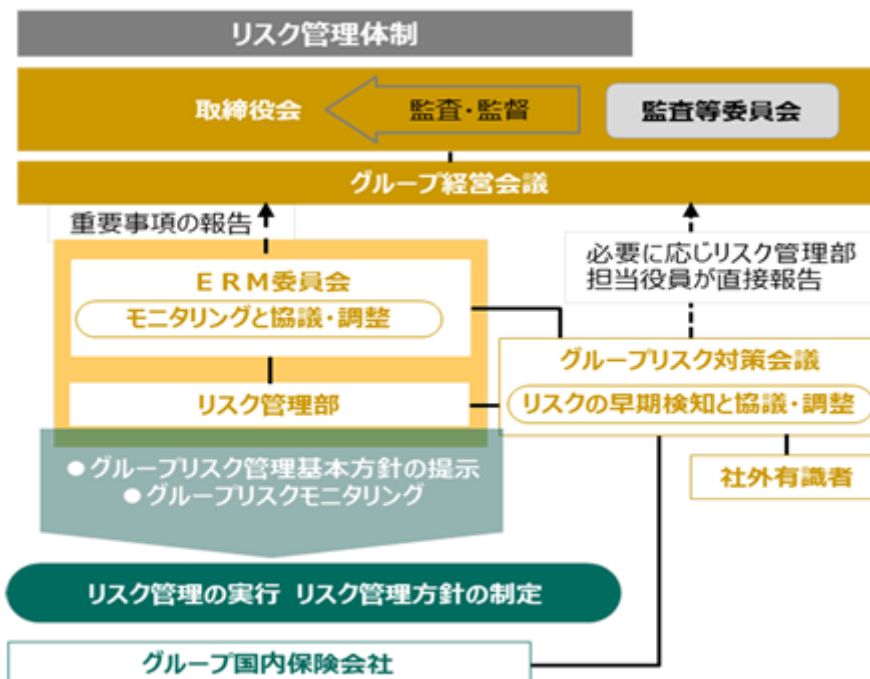 リスク管理体制
取締役会
監査・監督
監査等委員会
グループ経営会議
重要事項の報告
必要に応じリスク管理部
担当役員が直接報告
ERM委員会
モニタリングと協議・調整
グループリスク対策会議
リスク管理部
リスクの早期検知と協議・調整
社外有識者
●グループリスク管理基本方針の提示
●グループリスクモニタリング
リスク管理の実行 リスク管理方針の制定
グループ国内保険会社